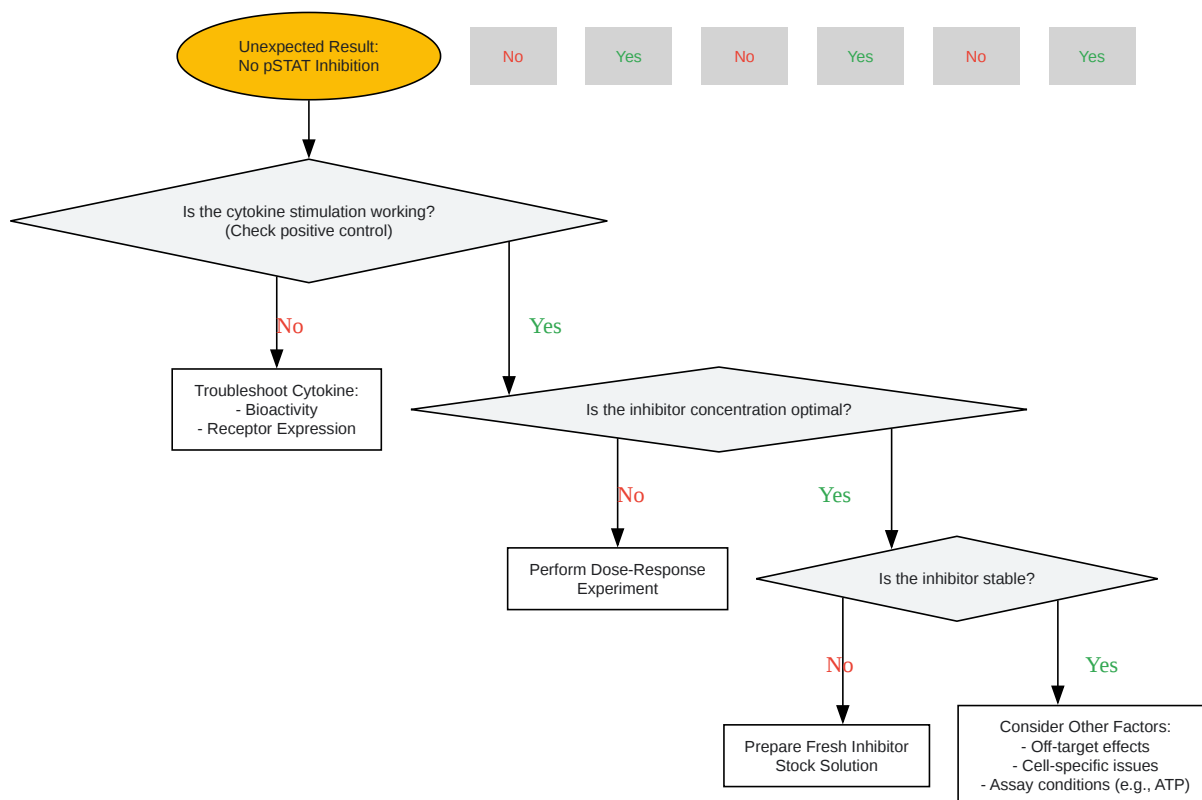 Unexpected Result:
No pSTAT Inhibition
No
Yes
No
Yes
No
Yes
Is the cytokine stimulation working?
(Check positive control)
No
Yes
Troubleshoot Cytokine:
- Bioactivity
- Receptor Expression
Is the inhibitor concentration optimal?
No
Yes
Perform Dose-Response
Experiment
Is the inhibitor stable?
No
Yes
Prepare Fresh Inhibitor
Stock Solution
Consider Other Factors:
- Off-target effects
- Cell-specific issues
- Assay conditions (e.g., ATP)